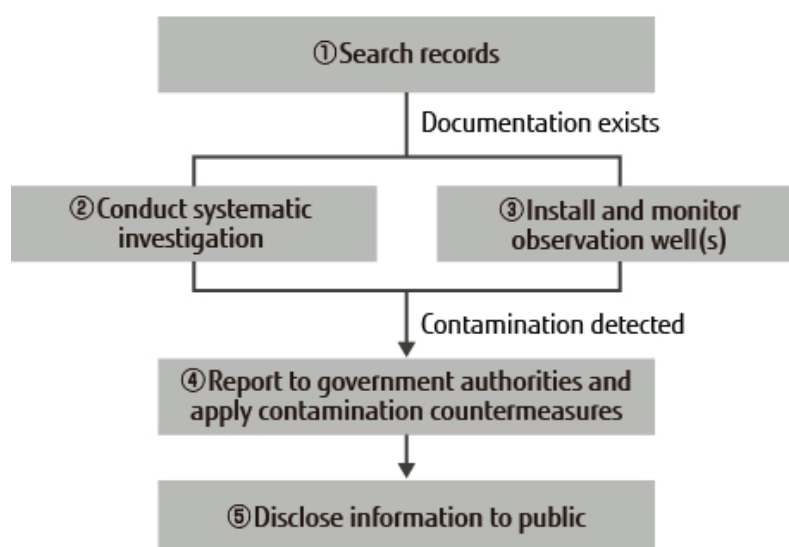 ①Search records
Documentation exists
②Conduct systematic
investigation
③Install and monitor
observation well(s)
Contamination detected
④Report to government authorities and
apply contamination countermeasures
⑤Disclose information to public